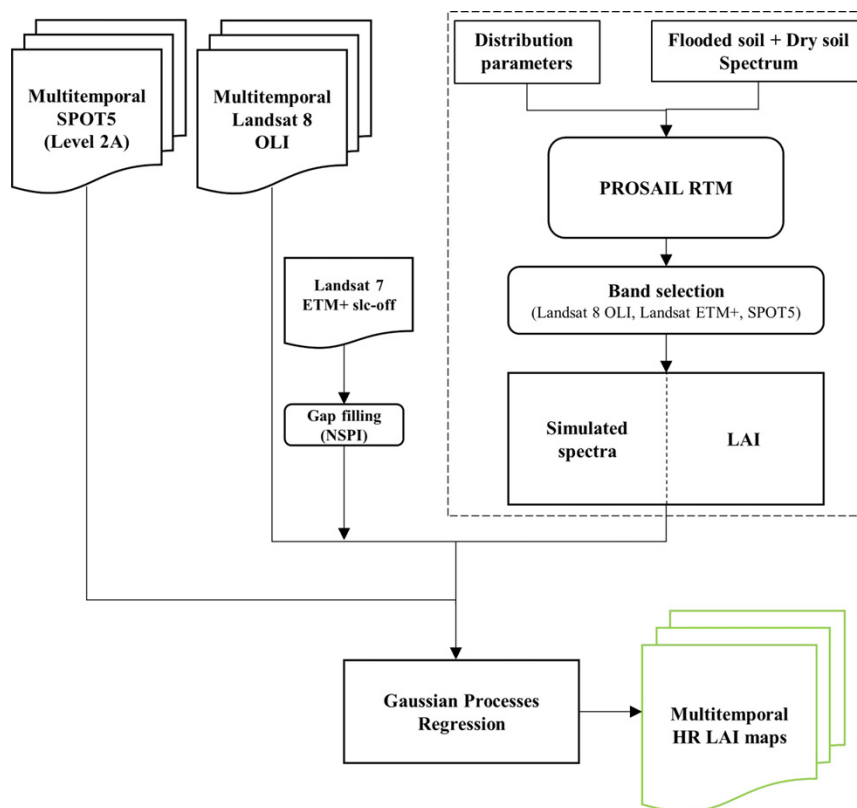 Multitemporal
SPOT5
(Level 2A)
Multitemporal
Landsat 8
OLI
Distribution
parameters
Flooded soil + Dry soil
Spectrum
PROSAIL RTM
Band selection
(Landsat 8 OLI, Landsat ETM+, SPOT5)
Landsat 7
ETM+ slc-off
Gap filling
(NSPI)
Simulated
spectra
LAI
Gaussian Processes
Regression
Multitemporal
HR LAI maps